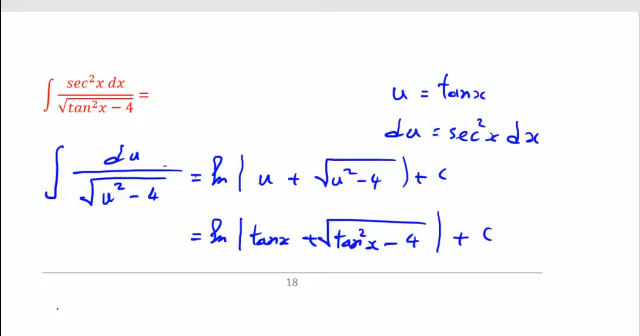 ∫ sec²x dx / √(tan²x − 4) =
u = tanx
du = sec²x dx
∫ du / √(u² − 4) = ln | u + √(u² − 4) | + c
= ln | tanx + √(tan²x − 4) | + c
18